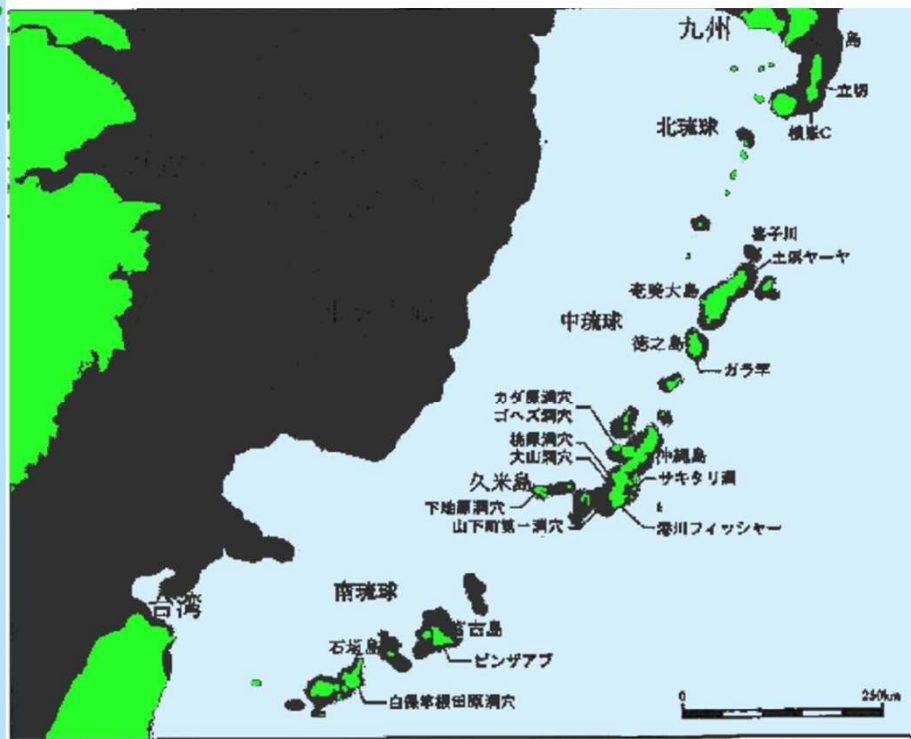 九州
島
立切
横峯C
北琉球
喜子川
土浜ヤーヤ
奄美大島
中琉球
徳之島
ガラ竿
カダ原洞穴
ゴヘズ洞穴
桃原洞穴
大山洞穴
沖縄島
久米島
サキタリ洞
下地原洞穴
山下町第一洞穴
港川フィッシャー
台湾
南琉球
宮古島
石垣島
ピンザアブ
白保竿根田原洞穴
0 250km